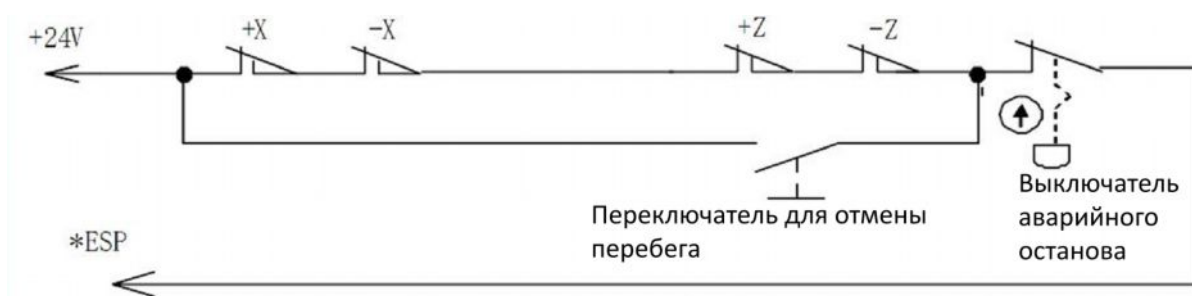 +24V
+X
-X
+Z
-Z
Переключатель для отмены
перебега
Выключатель
аварийного
останова
*ESP